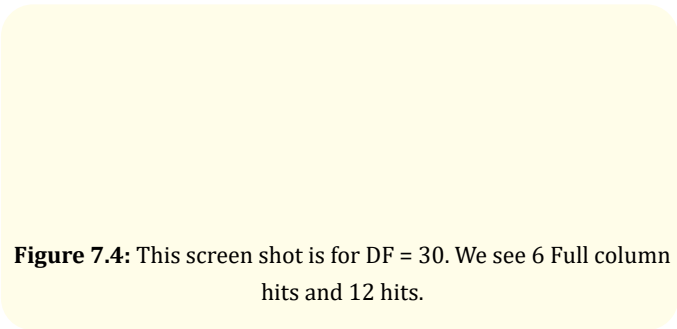 Figure 7.4: This screen shot is for DF = 30. We see 6 Full column
hits and 12 hits.